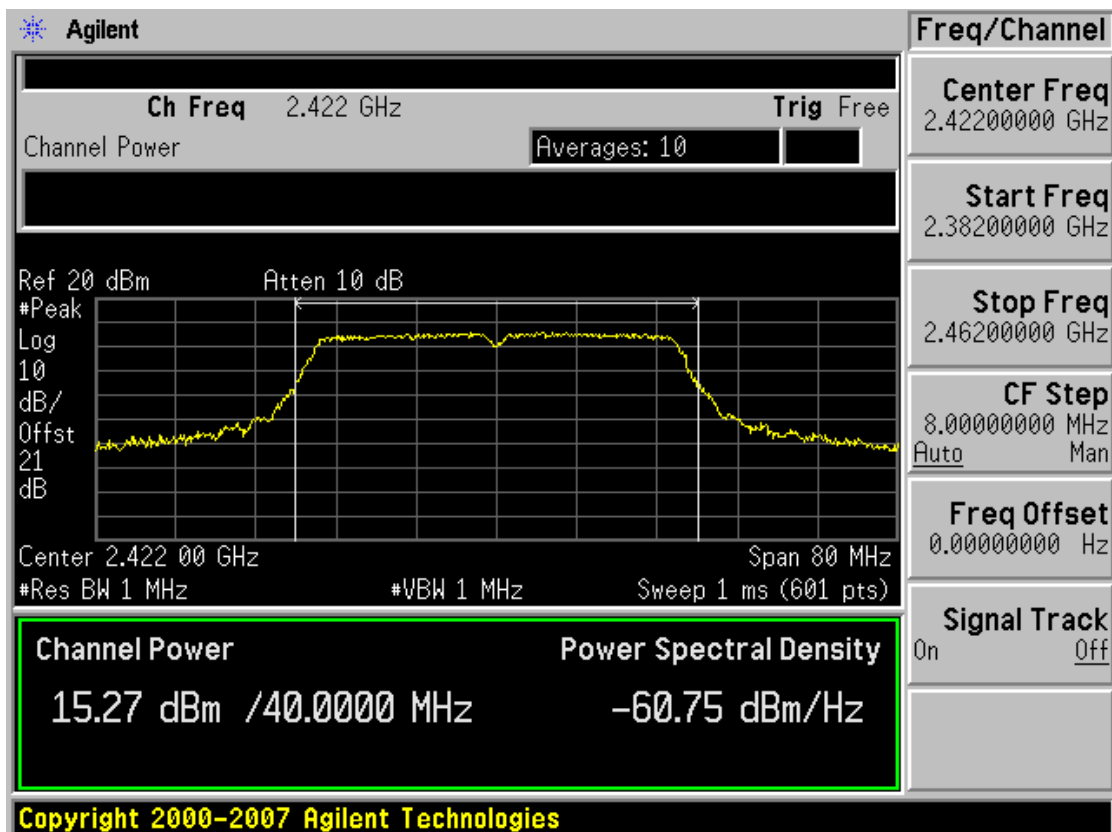 Agilent
Ch Freq 2.422 GHz Trig Free
Channel Power Averages: 10
Ref 20 dBm Atten 10 dB
#Peak
Log
10
dB/
Offst
21
dB
Center 2.422 00 GHz Span 80 MHz
#Res BW 1 MHz #VBW 1 MHz Sweep 1 ms (601 pts)
Channel Power Power Spectral Density
15.27 dBm /40.0000 MHz -60.75 dBm/Hz
Copyright 2000-2007 Agilent Technologies
Freq/Channel
Center Freq
2.42200000 GHz
Start Freq
2.38200000 GHz
Stop Freq
2.46200000 GHz
CF Step
8.00000000 MHz
Auto Man
Freq Offset
0.00000000 Hz
Signal Track
On Off